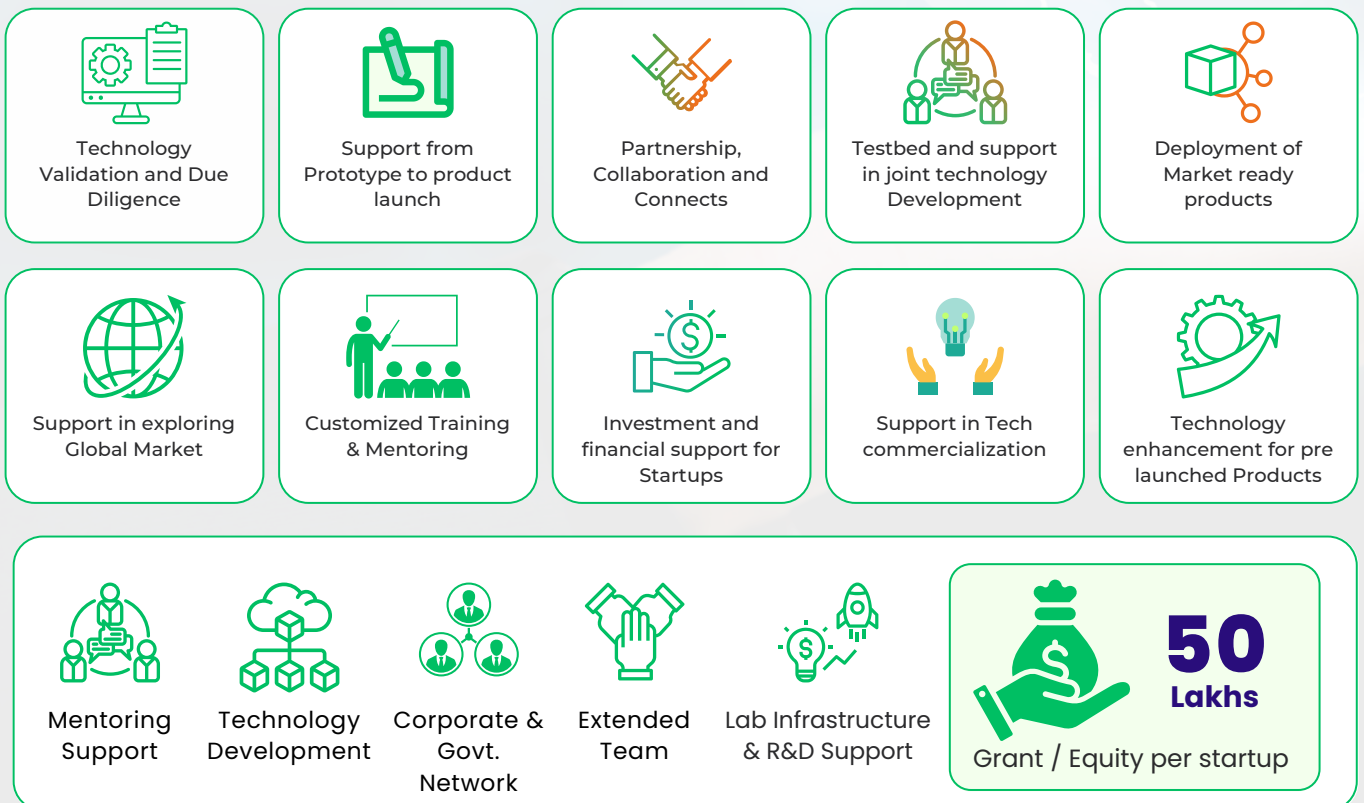 Technology
Validation and Due
Diligence
Support from
Prototype to product
launch
Partnership,
Collaboration and
Connects
Testbed and support
in joint technology
Development
Deployment of
Market ready
products
Support in exploring
Global Market
Customized Training
& Mentoring
Investment and
financial support for
Startups
Support in Tech
commercialization
Technology
enhancement for pre
launched Products
Mentoring
Support
Technology
Development
Corporate &
Govt.
Network
Extended
Team
Lab Infrastructure
& R&D Support
50
Lakhs
Grant / Equity per startup